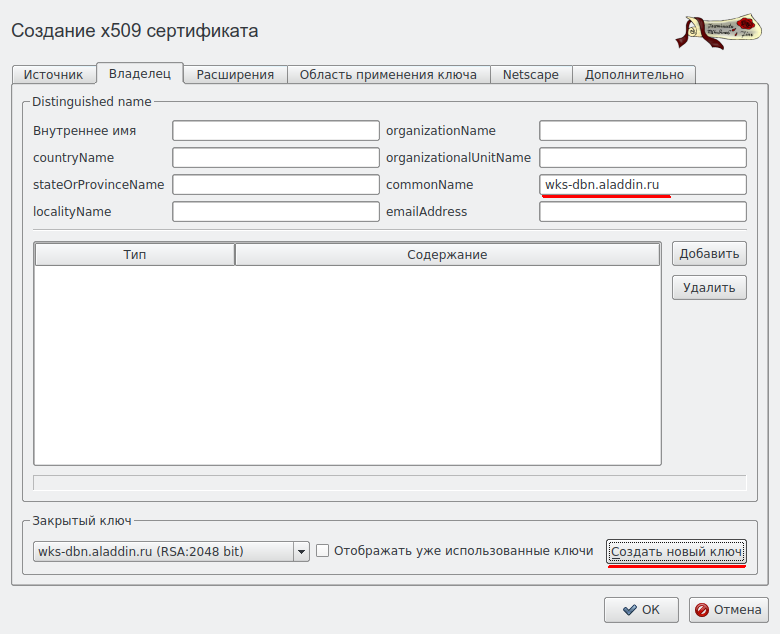 Создание x509 сертификата
Источник Владелец Расширения Область применения ключа Netscape Дополнительно
Distinguished name
Внутреннее имя organizationName
countryName organizationalUnitName
stateOrProvinceName commonName wks-dbn.aladdin.ru
localityName emailAddress
Тип Содержание Добавить
Удалить
Закрытый ключ
wks-dbn.aladdin.ru (RSA:2048 bit) Отображать уже использованные ключи Создать новый ключ
OK Отмена